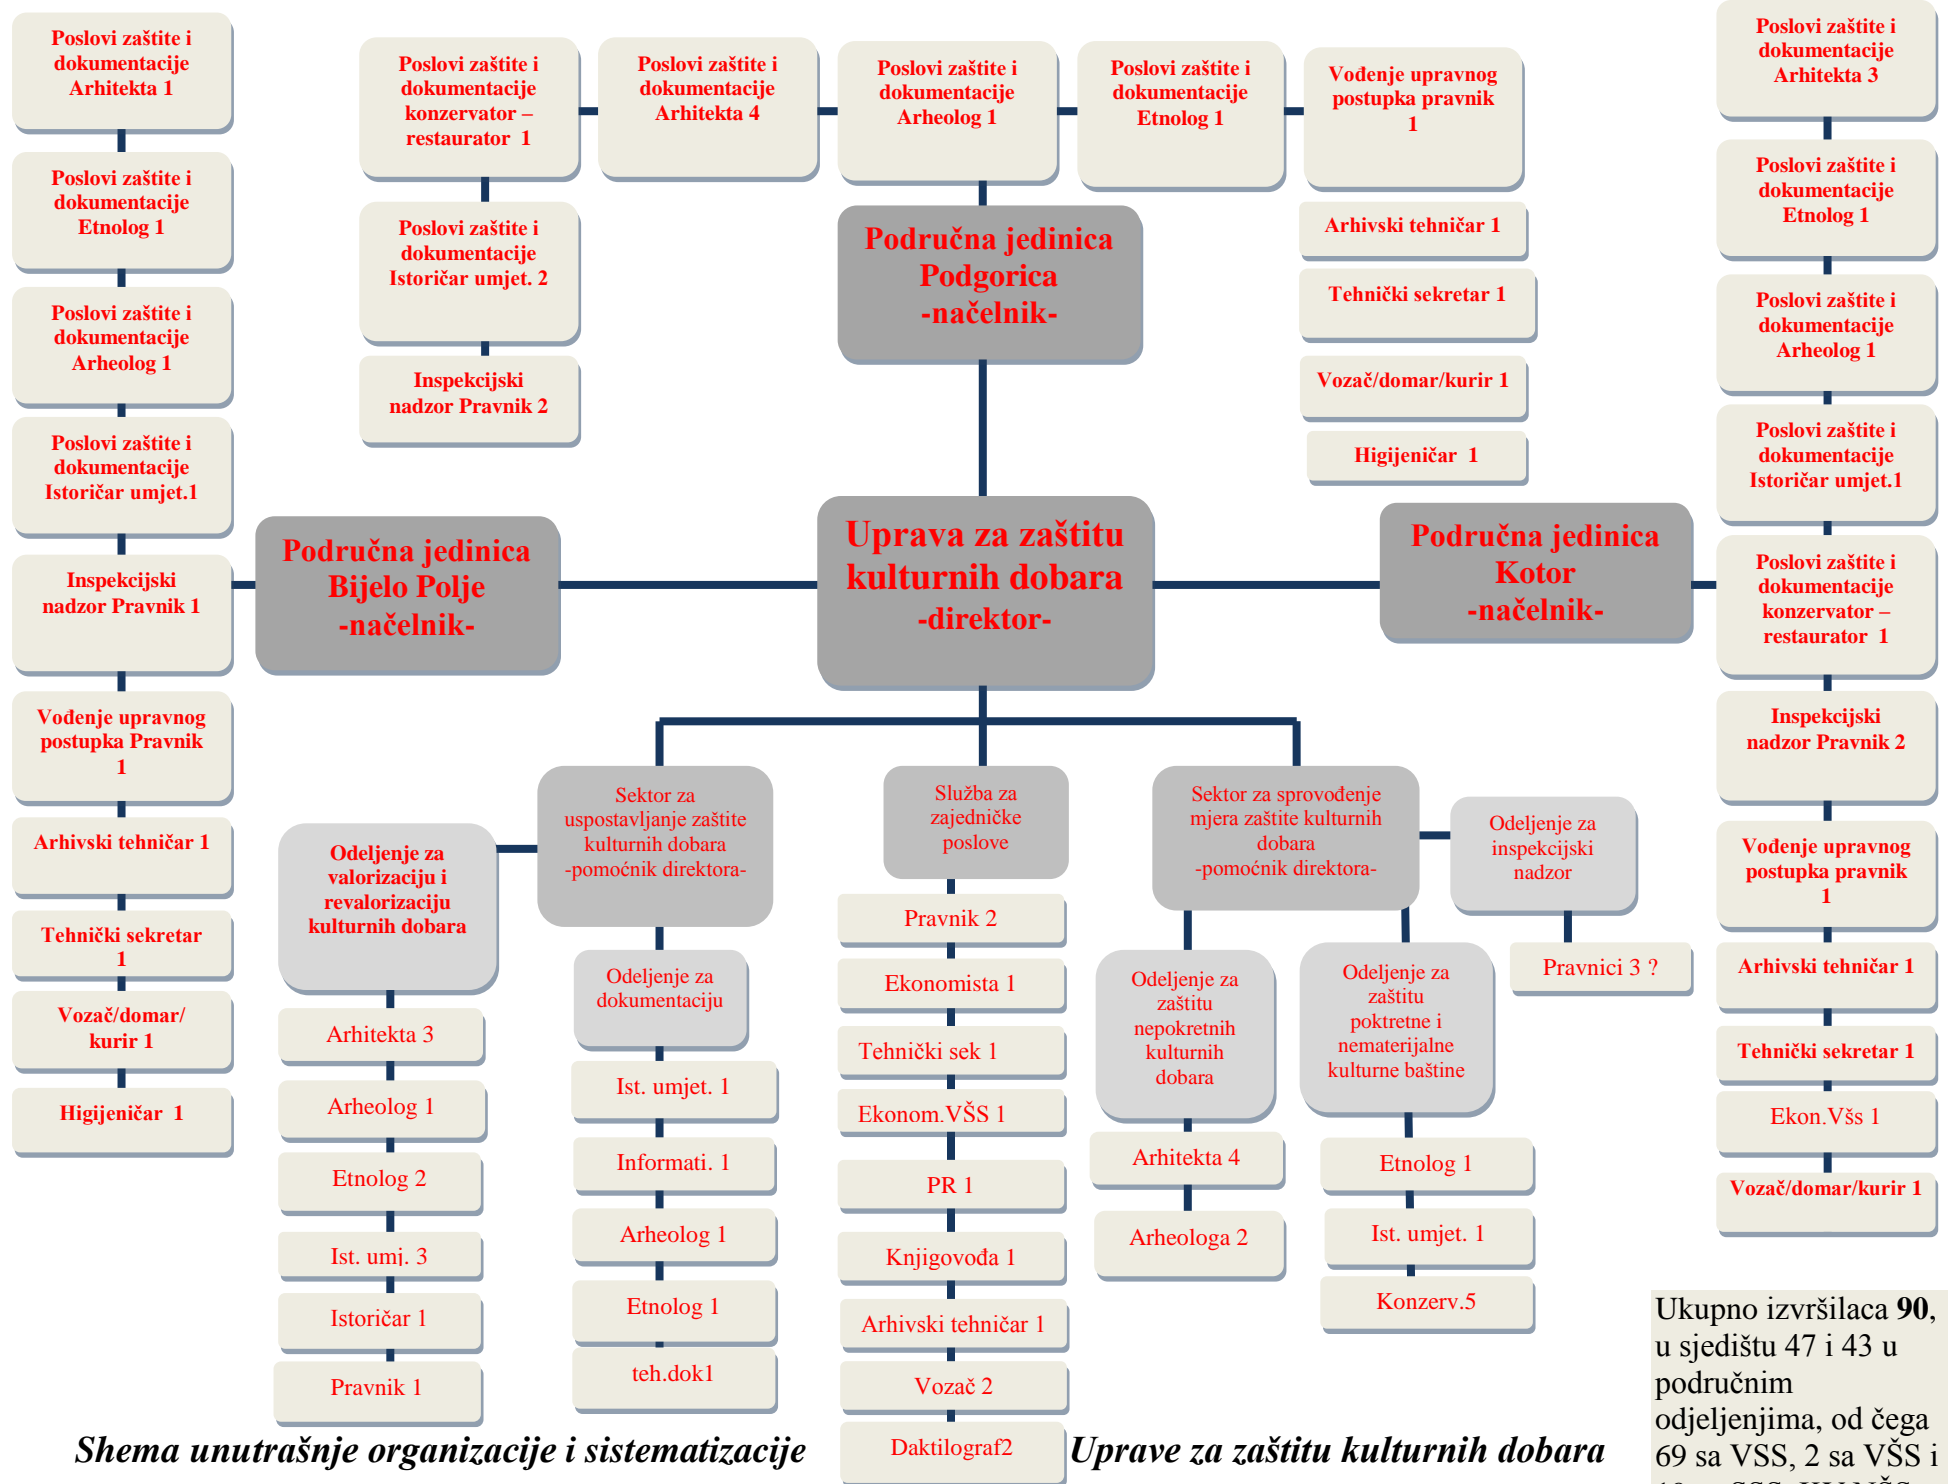 Poslovi zaštite i
dokumentacije
Arhitekta 1
Poslovi zaštite i
dokumentacije
Etnolog 1
Poslovi zaštite i
dokumentacije
Arheolog 1
Poslovi zaštite i
dokumentacije
Istoričar umjet.1
Inspekcijski
nadzor Pravnik 1
Vođenje upravnog
postupka Pravnik
1
Arhivski tehničar 1
Tehnički sekretar
1
Vozač/domar/
kurir 1
Higijeničar 1
Poslovi zaštite i
dokumentacije
konzervator –
restaurator 1
Poslovi zaštite i
dokumentacije
Arhitekta 4
Poslovi zaštite i
dokumentacije
Arheolog 1
Poslovi zaštite i
dokumentacije
Etnolog 1
Vođenje upravnog
postupka pravnik
1
Poslovi zaštite i
dokumentacije
Istoričar umjet. 2
Inspekcijski
nadzor Pravnik 2
Područna jedinica
Podgorica
-načelnik-
Arhivski tehničar 1
Tehnički sekretar 1
Vozač/domar/kurir 1
Higijeničar 1
Područna jedinica
Bijelo Polje
-načelnik-
Uprava za zaštitu
kulturnih dobara
-direktor-
Područna jedinica
Kotor
-načelnik-
Poslovi zaštite i
dokumentacije
Arhitekta 3
Poslovi zaštite i
dokumentacije
Etnolog 1
Poslovi zaštite i
dokumentacije
Arheolog 1
Poslovi zaštite i
dokumentacije
Istoričar umjet.1
Poslovi zaštite i
dokumentacije
konzervator –
restaurator 1
Inspekcijski
nadzor Pravnik 2
Vođenje upravnog
postupka pravnik
1
Arhivski tehničar 1
Tehnički sekretar 1
Ekon.Všs 1
Vozač/domar/kurir 1
Odeljenje za
valorizaciju i
revalorizaciju
kulturnih dobara
Arhitekta 3
Arheolog 1
Etnolog 2
Ist. umj. 3
Istoričar 1
Pravnik 1
Sektor za
uspostavljanje zaštite
kulturnih dobara
-pomoćnik direktora-
Odeljenje za
dokumentaciju
Ist. umjet. 1
Informati. 1
Arheolog 1
Etnolog 1
teh.dok1
Služba za
zajedničke
poslove
Pravnik 2
Ekonomista 1
Tehnički sek 1
Ekonom.VŠS 1
PR 1
Knjigovođa 1
Arhivski tehničar 1
Vozač 2
Daktilograf2
Sektor za sprovođenje
mjera zaštite kulturnih
dobara
-pomoćnik direktora-
Odeljenje za
inspekcijski
nadzor
Pravnici 3 ?
Odeljenje za
zaštitu
nepokretnih
kulturnih
dobara
Arhitekta 4
Arheologa 2
Odeljenje za
zaštitu
poktretne i
nematerijalne
kulturne baštine
Etnolog 1
Ist. umjet. 1
Konzerv.5
Ukupno izvršilaca 90,
u sjedištu 47 i 43 u
područnim
odjeljenjima, od čega
69 sa VSS, 2 sa VŠS i
Shema unutrašnje organizacije i sistematizacije Uprave za zaštitu kulturnih dobara